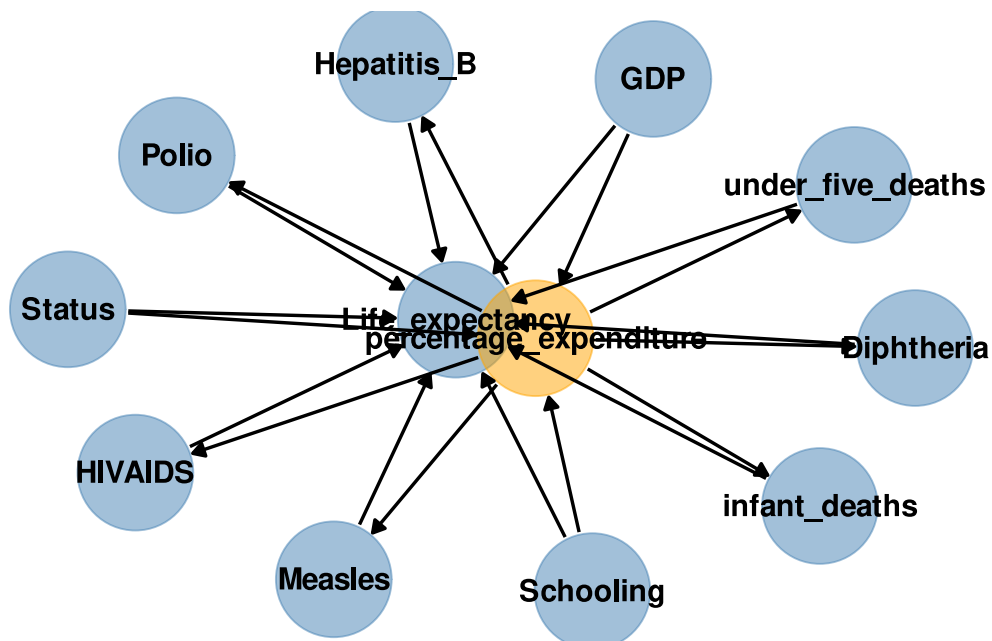 Hepatitis_B
GDP
Polio
under_five_deaths
Status
Life_expectancy
percentage_expenditure
Diphtheria
HIVAIDS
infant_deaths
Measles
Schooling